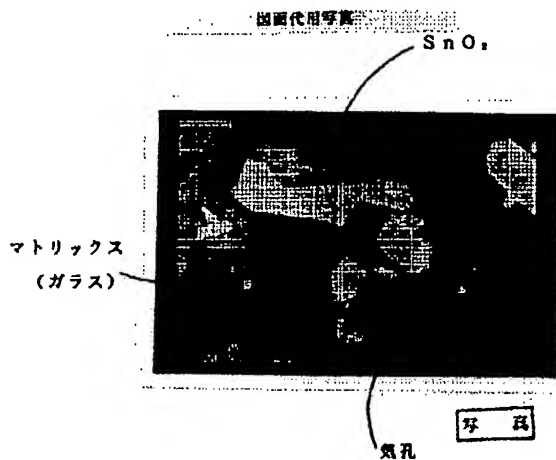 図面代用写真
SnO₂
マトリックス
(ガラス)
気孔
写真